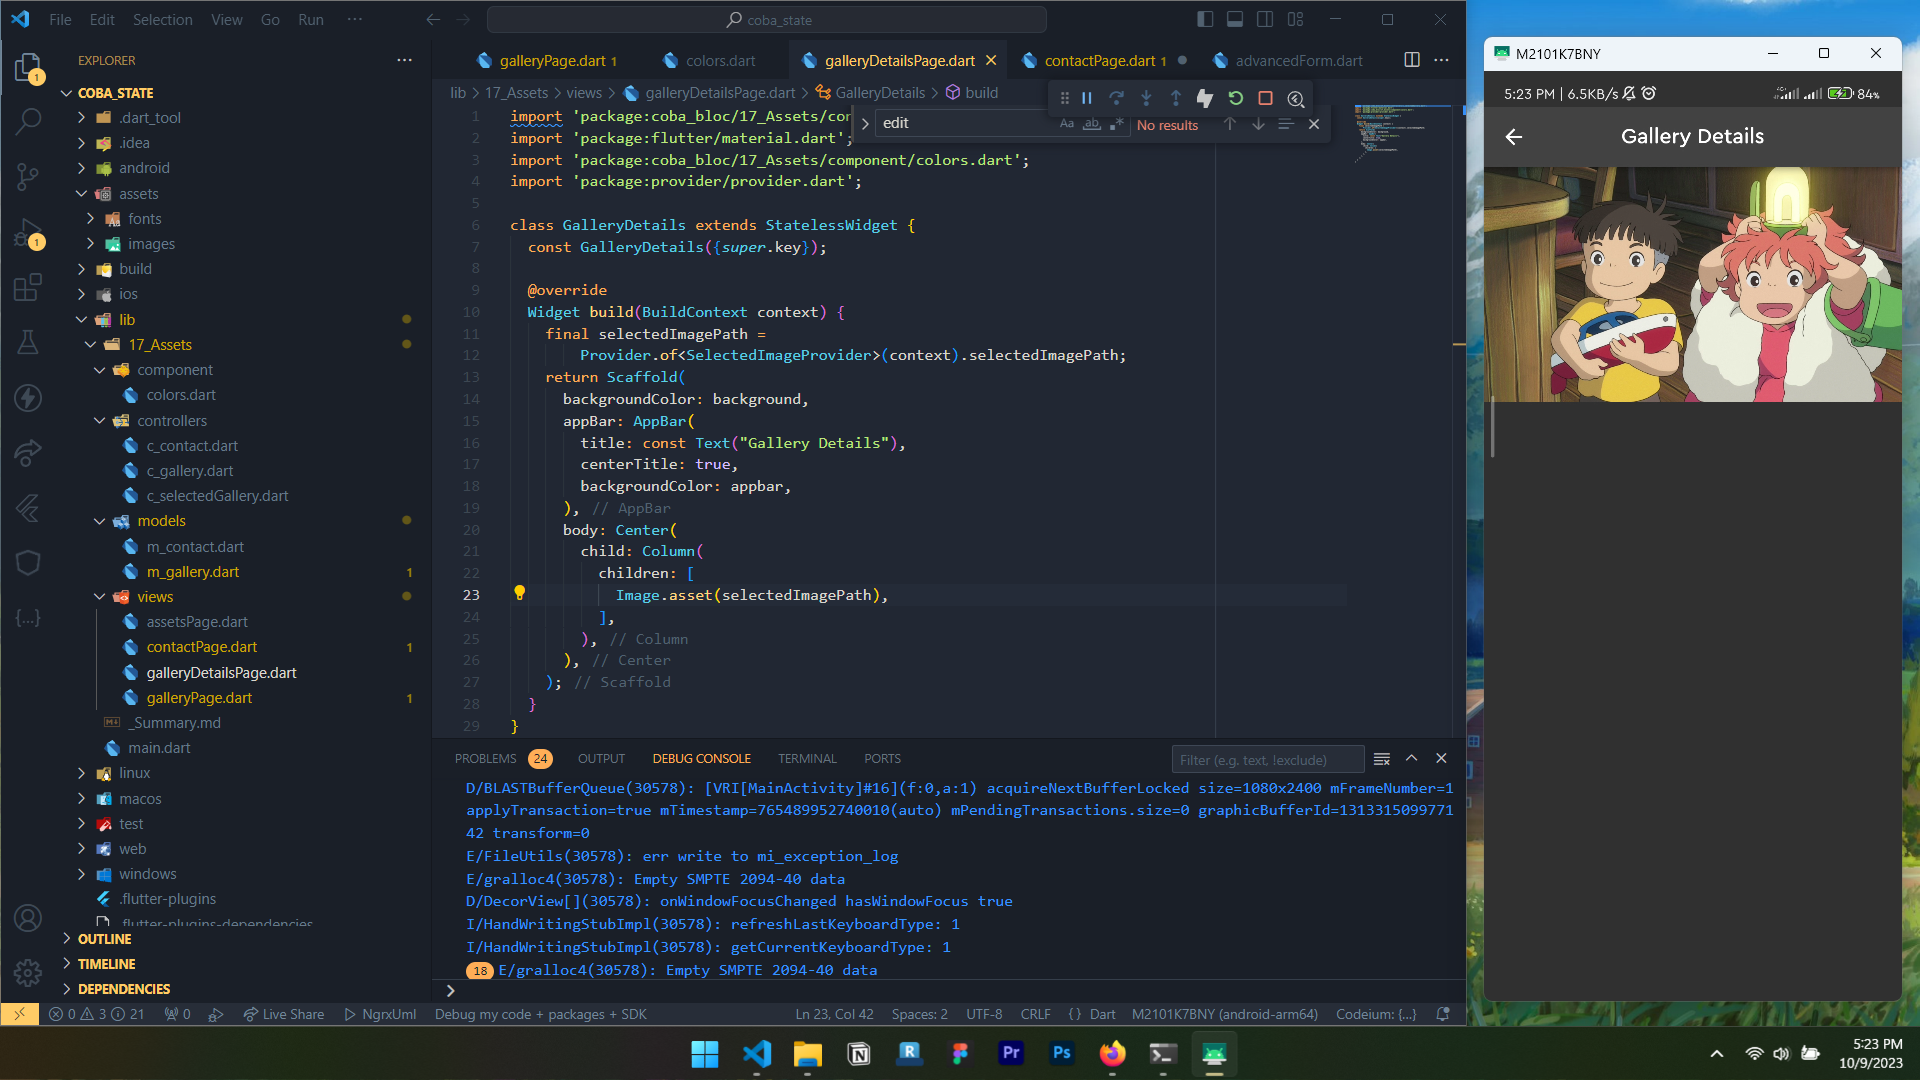 File Edit Selection View Go Run ···
coba_state
EXPLORER
COBA_STATE
.dart_tool
.idea
android
assets
fonts
images
build
ios
lib
17_Assets
component
colors.dart
controllers
c_contact.dart
c_gallery.dart
c_selectedGallery.dart
models
m_contact.dart
m_gallery.dart 1
views
assetsPage.dart
contactPage.dart 1
galleryDetailsPage.dart
galleryPage.dart 1
_Summary.md
main.dart
linux
macos
test
web
windows
.flutter-plugins
.flutter-plugins-dependencies
OUTLINE
TIMELINE
DEPENDENCIES
galleryPage.dart 1 colors.dart galleryDetailsPage.dart contactPage.dart 1 advancedForm.dart
lib > 17_Assets > views > galleryDetailsPage.dart > GalleryDetails > build
edit Aa ab No results
1 import 'package:coba_bloc/17_Assets/con
2 import 'package:flutter/material.dart';
3 import 'package:coba_bloc/17_Assets/component/colors.dart';
4 import 'package:provider/provider.dart';
5
6 class GalleryDetails extends StatelessWidget {
7 const GalleryDetails({super.key});
8
9 @override
10 Widget build(BuildContext context) {
11 final selectedImagePath =
12 Provider.of<SelectedImageProvider>(context).selectedImagePath;
13 return Scaffold(
14 backgroundColor: background,
15 appBar: AppBar(
16 title: const Text("Gallery Details"),
17 centerTitle: true,
18 backgroundColor: appbar,
19 ), // AppBar
20 body: Center(
21 child: Column(
22 children: [
23 Image.asset(selectedImagePath),
24 ],
25 ), // Column
26 ), // Center
27 ); // Scaffold
28 }
29 }
PROBLEMS 24 OUTPUT DEBUG CONSOLE TERMINAL PORTS
Filter (e.g. text, !exclude)
D/BLASTBufferQueue(30578): [VRI[MainActivity]#16](f:0,a:1) acquireNextBufferLocked size=1080x2400 mFrameNumber=1
applyTransaction=true mTimestamp=765489952740010(auto) mPendingTransactions.size=0 graphicBufferId=1313315099771
42 transform=0
E/FileUtils(30578): err write to mi_exception_log
E/gralloc4(30578): Empty SMPTE 2094-40 data
D/DecorView[](30578): onWindowFocusChanged hasWindowFocus true
I/HandWritingStubImpl(30578): refreshLastKeyboardType: 1
I/HandWritingStubImpl(30578): getCurrentKeyboardType: 1
18 E/gralloc4(30578): Empty SMPTE 2094-40 data
0 3 21 0 Live Share NgrxUml Debug my code + packages + SDK Ln 23, Col 42 Spaces: 2 UTF-8 CRLF {} Dart M2101K7BNY (android-arm64) Codeium: {...}
M2101K7BNY
5:23 PM | 6.5KB/s 84%
Gallery Details
R Pr Ps
5:23 PM
10/9/2023